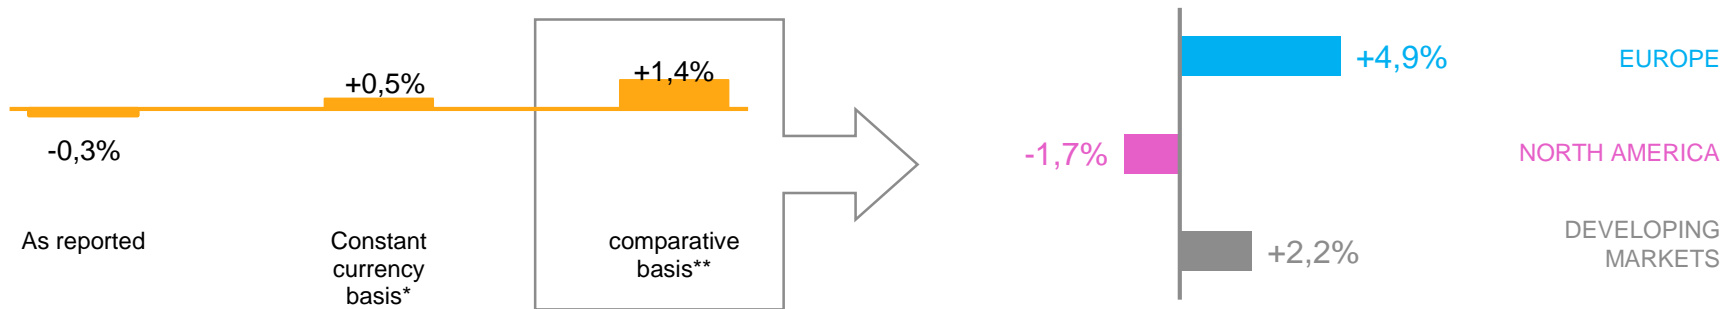 +0,5%
+1,4%
-0,3%
As reported
Constant
currency
basis*
comparative
basis**
+4,9%
EUROPE
-1,7%
NORTH AMERICA
+2,2%
DEVELOPING
MARKETS